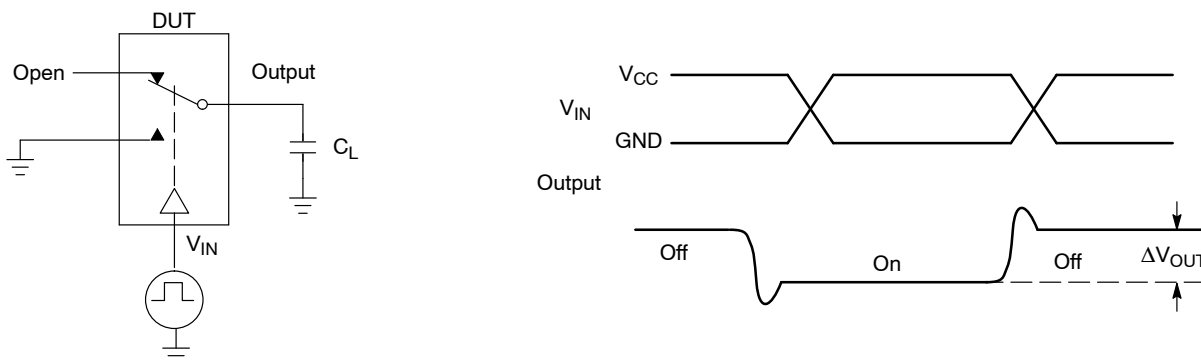 DUT
Open
Output
C_L
V_IN
V_CC
V_IN
GND
Output
Off
On
Off
ΔV_OUT